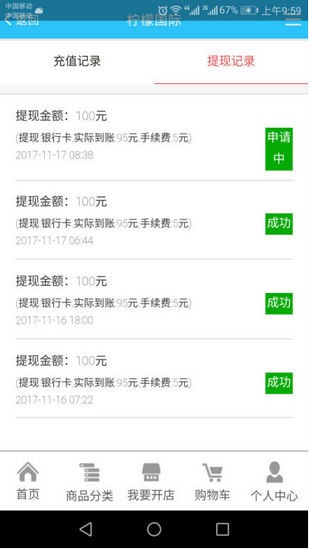 中国移动
中国移动
2G 67% 上午9:59
返回 柠檬国际
充值记录 提现记录
提现金额：100元
(提现:银行卡,实际到账:95元,手续费:5元)
2017-11-17 08:38
申请中
提现金额：100元
(提现:银行卡,实际到账:95元,手续费:5元)
2017-11-17 06:44
成功
提现金额：100元
(提现:银行卡,实际到账:95元,手续费:5元)
2017-11-16 18:00
成功
提现金额：100元
(提现:银行卡,实际到账:95元,手续费:5元)
2017-11-16 07:22
成功
首页 商品分类 我要开店 购物车 个人中心